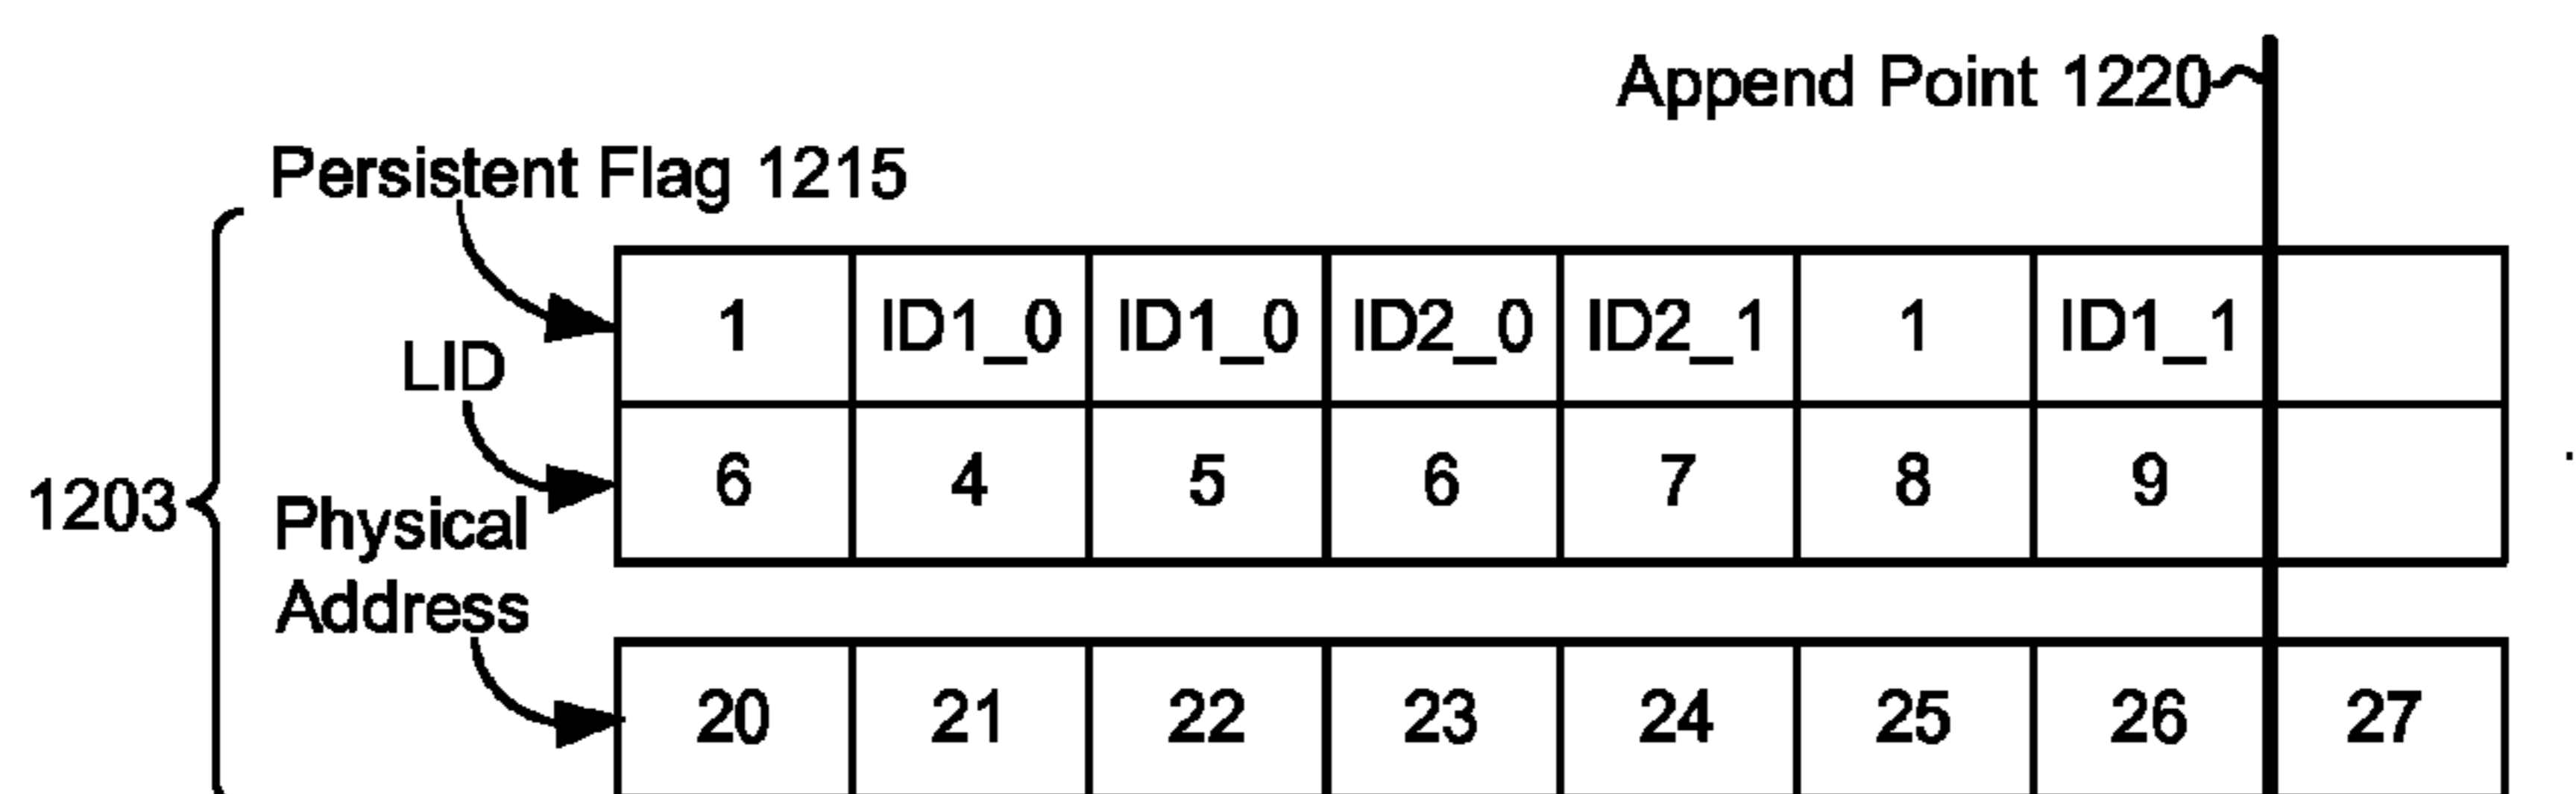 Append Point 1220
Persistent Flag 1215
1 ID1_0 ID1_0 ID2_0 ID2_1 1 ID1_1
LID
6 4 5 6 7 8 9
1203
Physical
Address
20 21 22 23 24 25 26 27